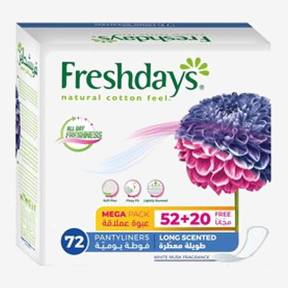 Freshdays®
natural cotton feel™
ALL DAY
FRESHNESS
MEGA PACK
عبوة عملاقة
52+20
FREE
مجاناً
72
PANTYLINERS
فوطة يومية
LONG SCENTED
طويلة معطرة
WHITE MUSK FRAGRANCE